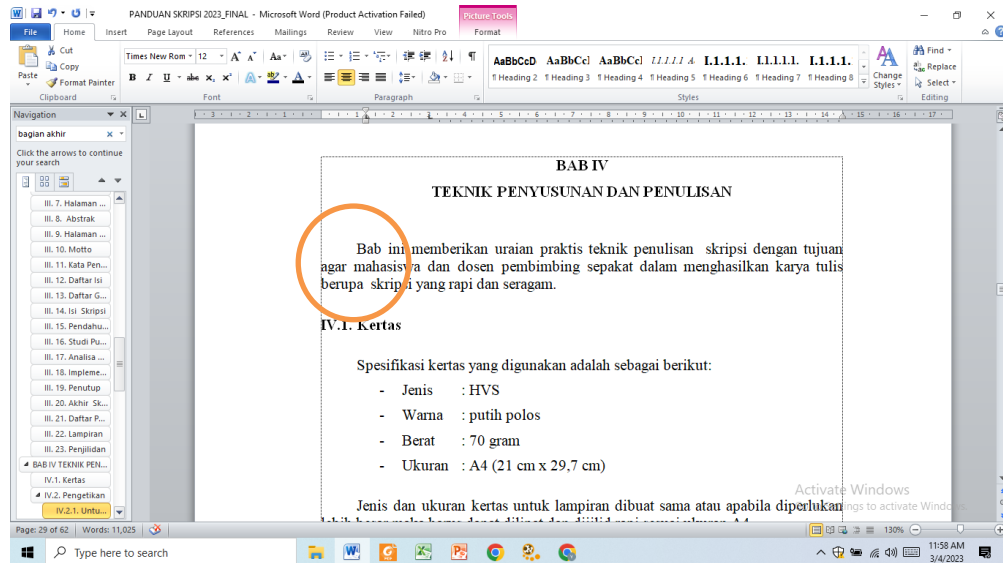 PANDUAN SKRIPSI 2023_FINAL - Microsoft Word (Product Activation Failed)
Picture Tools
File Home Insert Page Layout References Mailings Review View Nitro Pro Format
Cut
Copy
Format Painter
Paste
Clipboard
Times New Rom 12
B I U abc x, x²
Font
Paragraph
AaBbCcD AaBbCcI AaBbCcI I.1.1.1.1 A I.1.1.1. I.1.1.1.1. I.1.1.1.
¶ Heading 2 ¶ Heading 3 ¶ Heading 4 ¶ Heading 5 ¶ Heading 6 ¶ Heading 7 ¶ Heading 8
Styles
Change
Styles
Find
Replace
Select
Editing
Navigation
bagian akhir
Click the arrows to continue
your search
III. 7. Halaman ...
III. 8. Abstrak
III. 9. Halaman ...
III. 10. Motto
III. 11. Kata Pen...
III. 12. Daftar Isi
III. 13. Daftar G...
III. 14. Isi Skripsi
III. 15. Pendahu...
III. 16. Studi Pu...
III. 17. Analisa ...
III. 18. Impleme...
III. 19. Penutup
III. 20. Akhir Sk...
III. 21. Daftar P...
III. 22. Lampiran
III. 23. Penjilidan
BAB IV TEKNIK PEN...
IV.1. Kertas
IV.2. Pengetikan
IV.2.1. Untu...
BAB IV
TEKNIK PENYUSUNAN DAN PENULISAN
Bab ini memberikan uraian praktis teknik penulisan skripsi dengan tujuan
agar mahasiswa dan dosen pembimbing sepakat dalam menghasilkan karya tulis
berupa skripsi yang rapi dan seragam.
IV.1. Kertas
Spesifikasi kertas yang digunakan adalah sebagai berikut:
- Jenis : HVS
- Warna : putih polos
- Berat : 70 gram
- Ukuran : A4 (21 cm x 29,7 cm)
Jenis dan ukuran kertas untuk lampiran dibuat sama atau apabila diperlukan
Activate Windows
Page: 29 of 62 Words: 11,025
130%
Type here to search
11:58 AM
3/4/2023